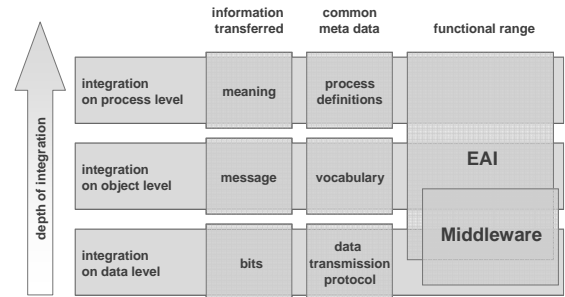 information
transferred
common
meta data
functional range
depth of integration
integration
on process level
meaning
process
definitions
integration
on object level
message
vocabulary
EAI
integration
on data level
bits
data
transmission
protocol
Middleware